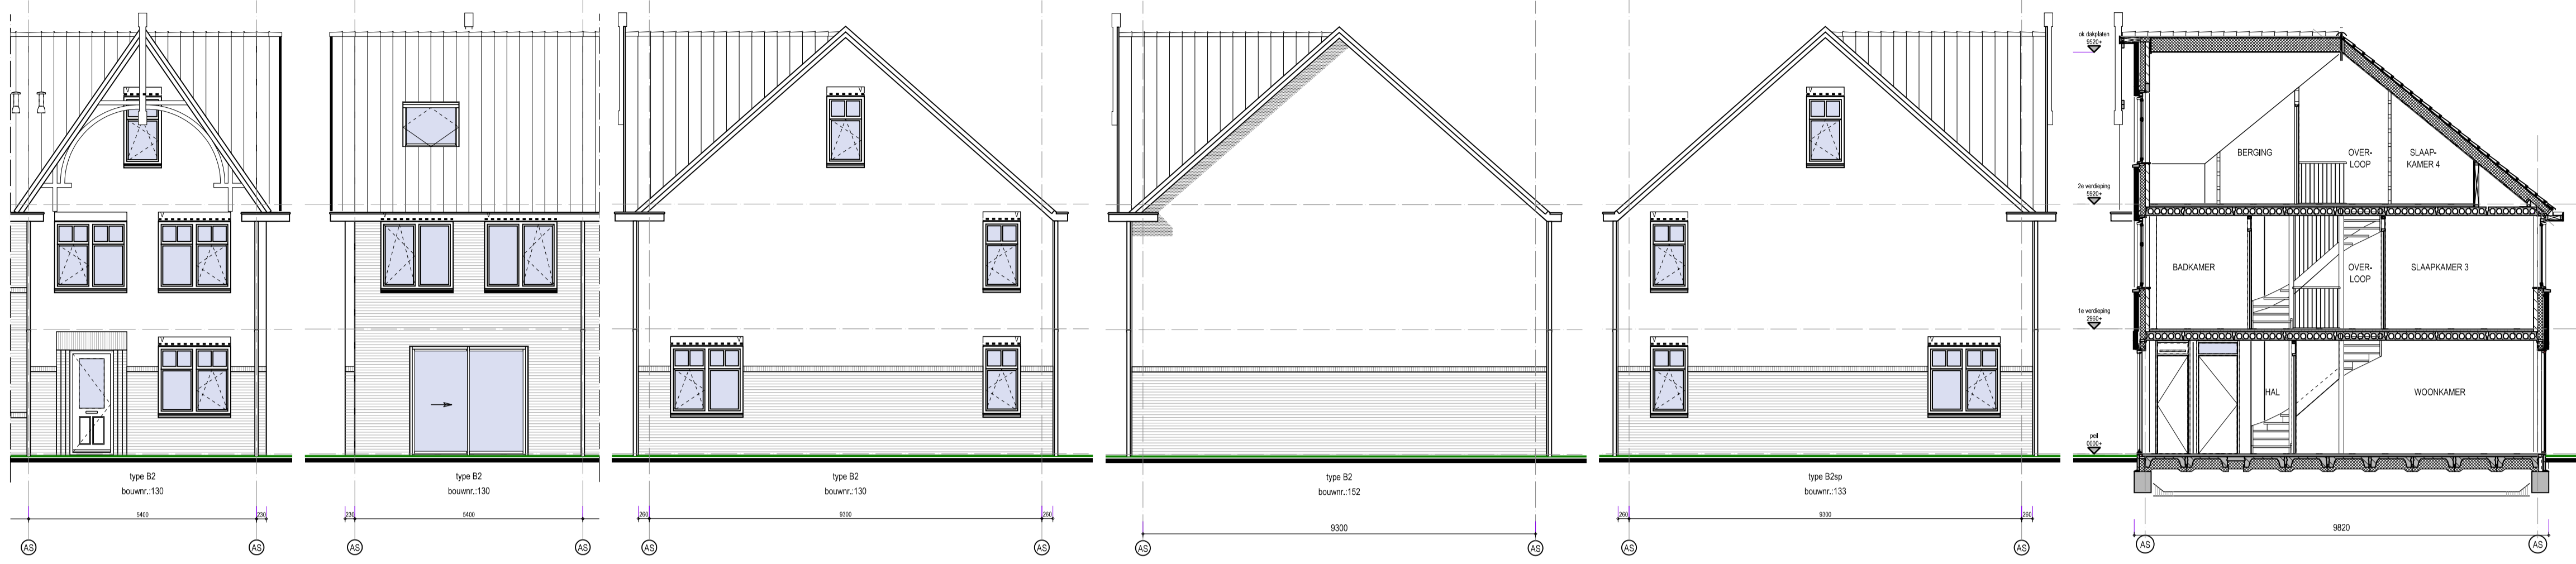 V
V
V
V
type B2
bouwnr.:130
5400
230
AS
AS
V
V
type B2
bouwnr.:130
230
5400
AS
AS
V
V
V
V
type B2
bouwnr.:130
260
9300
260
AS
AS
type B2
bouwnr.:152
9300
AS
AS
V
V
V
V
type B2sp
bouwnr.:133
260
9300
260
AS
AS
ok dakplaten
9520+
2e verdieping
5920+
1e verdieping
2960+
peil
0000+
BERGING
OVER-
LOOP
SLAAP-
KAMER 4
BADKAMER
OVER-
LOOP
SLAAPKAMER 3
HAL
WOONKAMER
9820
AS
AS